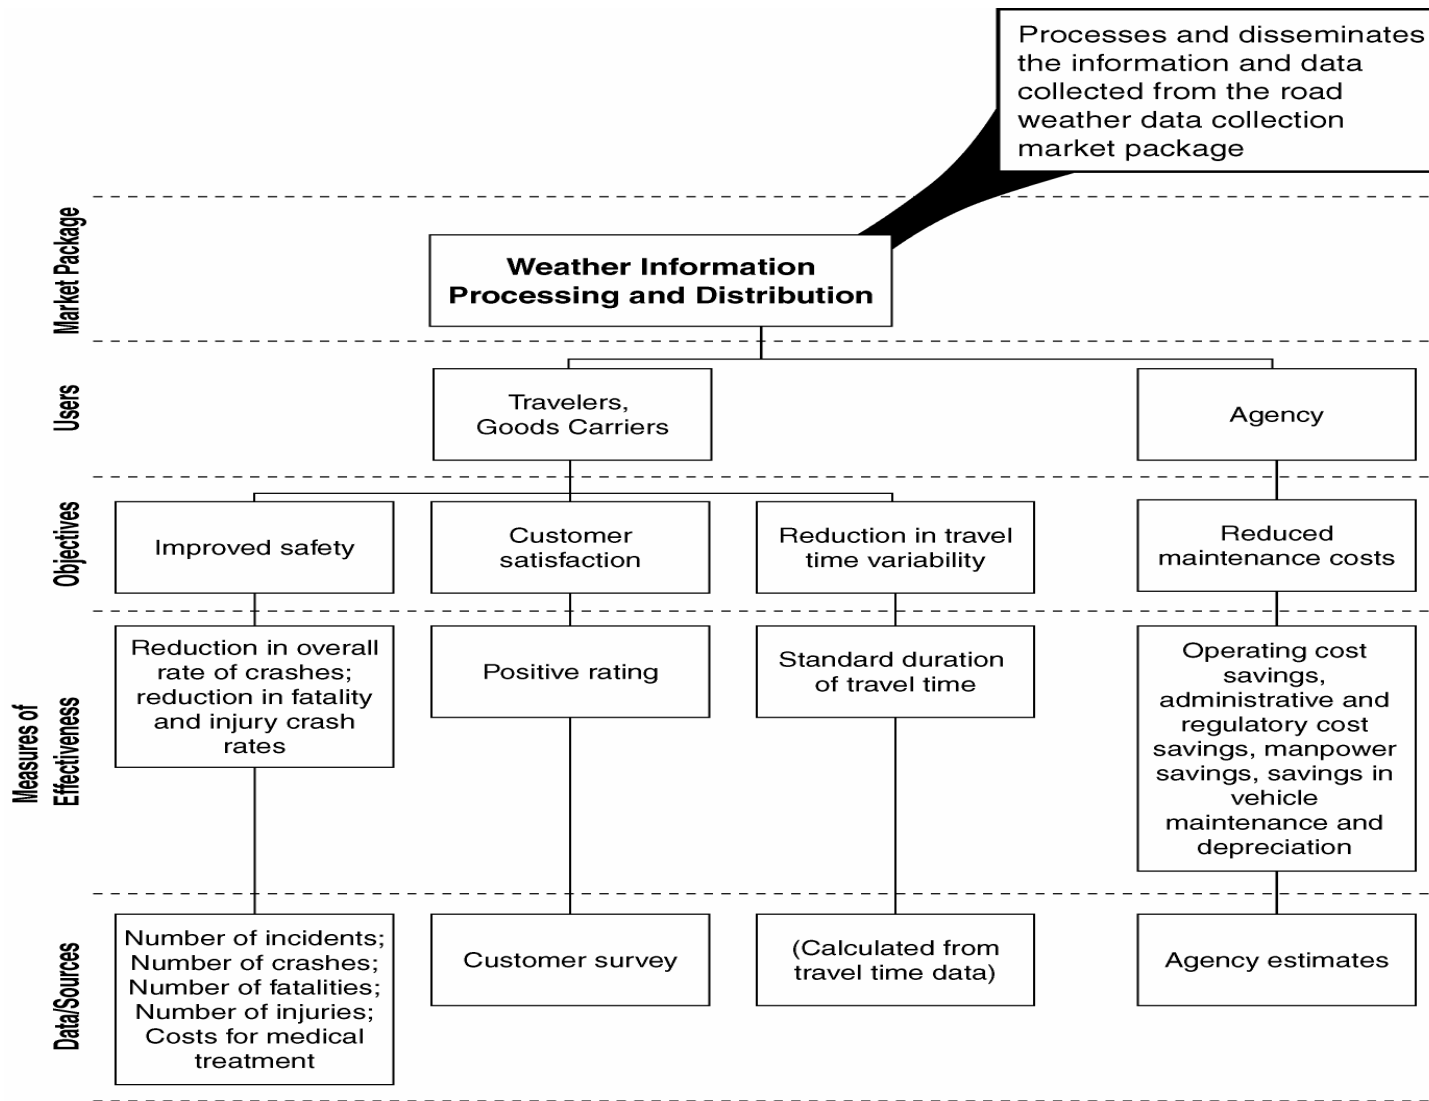 Processes and disseminates
the information and data
collected from the road
weather data collection
market package
Market Package
Weather Information
Processing and Distribution
Users
Travelers,
Goods Carriers
Agency
Objectives
Improved safety
Customer
satisfaction
Reduction in travel
time variability
Reduced
maintenance costs
Measures of
Effectiveness
Reduction in overall
rate of crashes;
reduction in fatality
and injury crash
rates
Positive rating
Standard duration
of travel time
Operating cost
savings,
administrative and
regulatory cost
savings, manpower
savings, savings in
vehicle
maintenance and
depreciation
Data/Sources
Number of incidents;
Number of crashes;
Number of fatalities;
Number of injuries;
Costs for medical
treatment
Customer survey
(Calculated from
travel time data)
Agency estimates